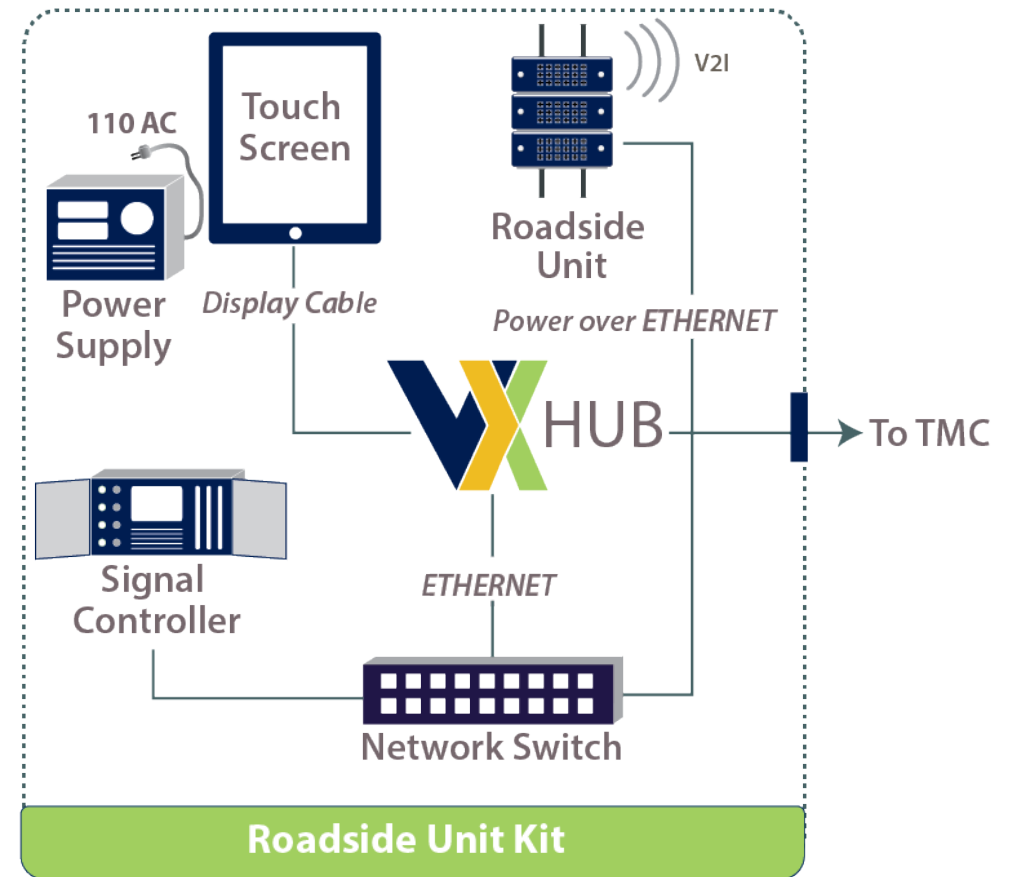 110 AC
Touch
Screen
V2I
Power
Supply
Display Cable
Roadside
Unit
Power over ETHERNET
VX HUB
To TMC
Signal
Controller
ETHERNET
Network Switch
Roadside Unit Kit